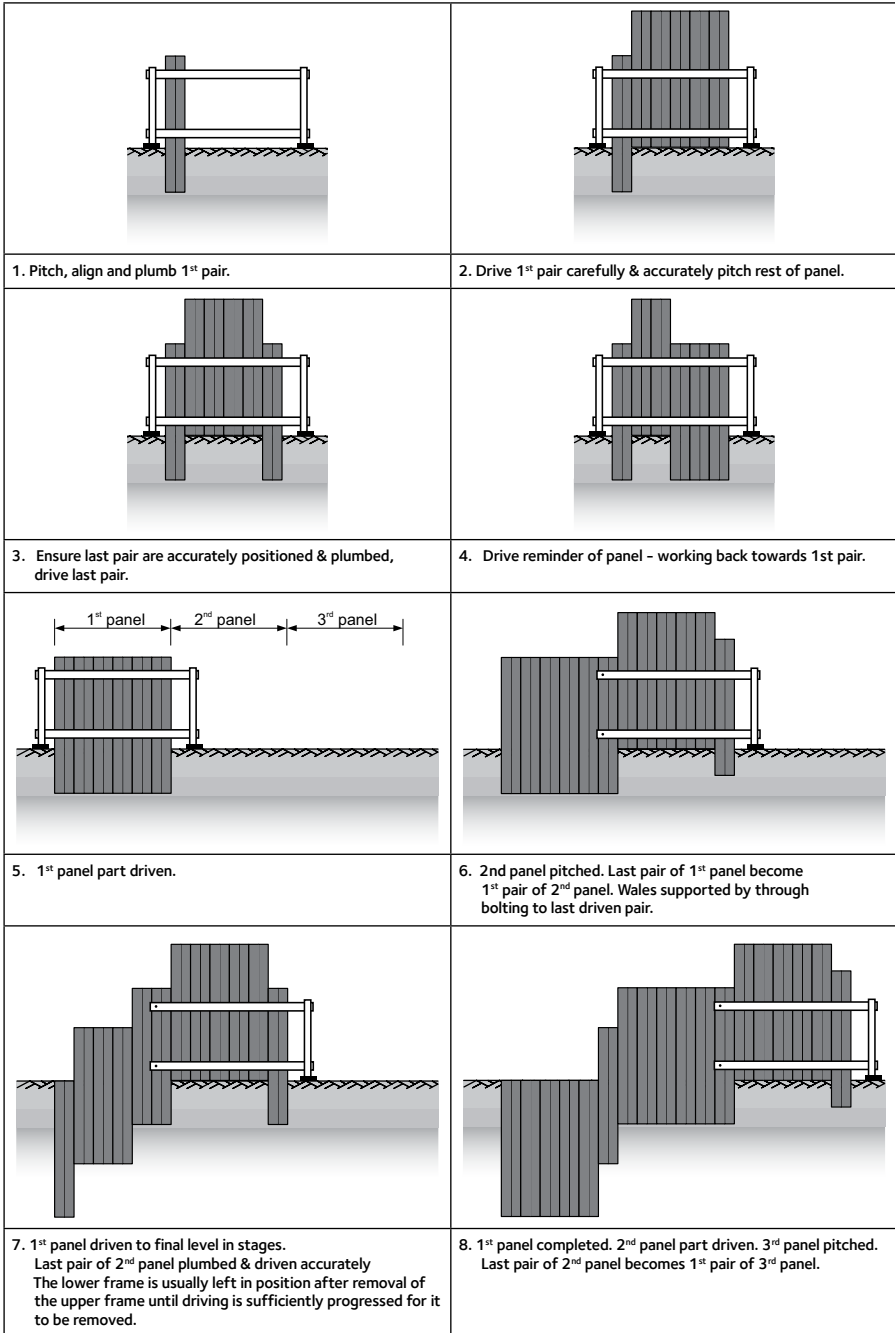 1. Pitch, align and plumb 1st pair.
2. Drive 1st pair carefully & accurately pitch rest of panel.
3. Ensure last pair are accurately positioned & plumbed,
drive last pair.
4. Drive reminder of panel – working back towards 1st pair.
1st panel 2nd panel 3rd panel
5. 1st panel part driven.
6. 2nd panel pitched. Last pair of 1st panel become
1st pair of 2nd panel. Wales supported by through
bolting to last driven pair.
7. 1st panel driven to final level in stages.
Last pair of 2nd panel plumbed & driven accurately
The lower frame is usually left in position after removal of
the upper frame until driving is sufficiently progressed for it
to be removed.
8. 1st panel completed. 2nd panel part driven. 3rd panel pitched.
Last pair of 2nd panel becomes 1st pair of 3rd panel.